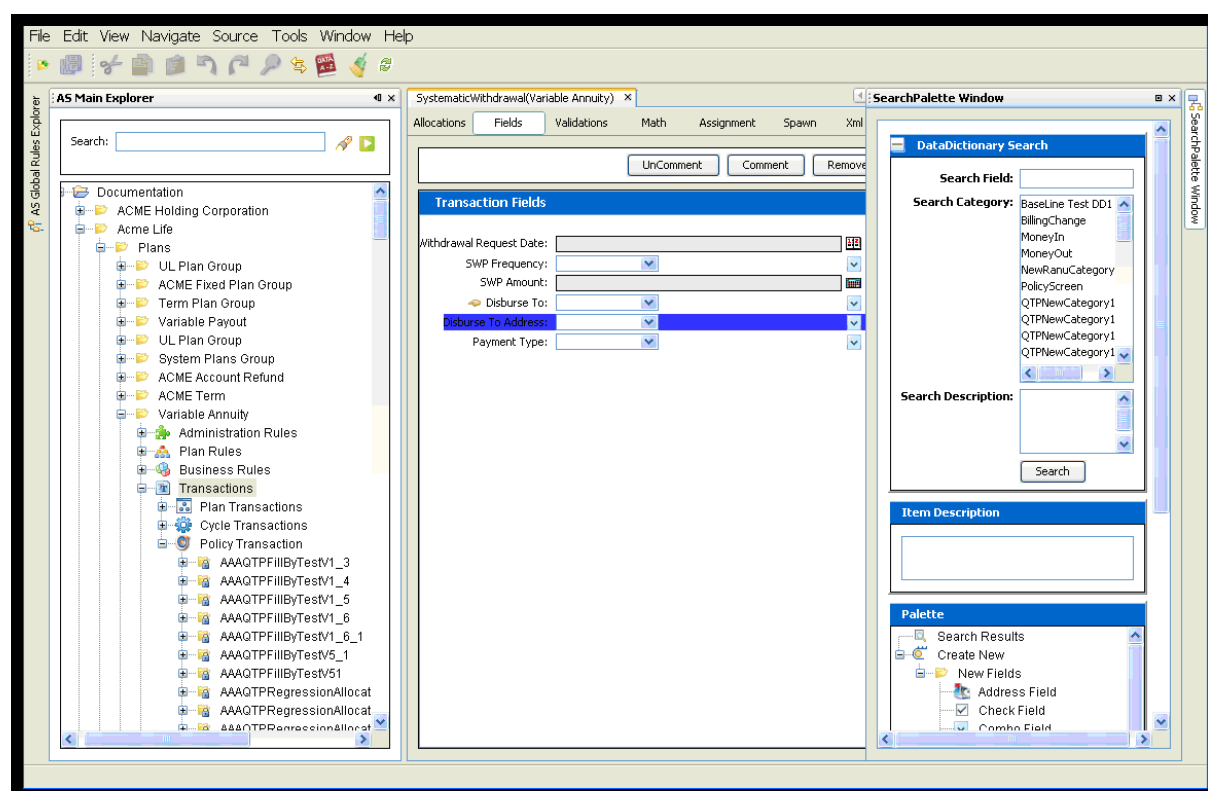 File Edit View Navigate Source Tools Window Help
DATA A-Z
AS Global Rules Explorer
AS Main Explorer
Search:
Documentation
ACME Holding Corporation
Acme Life
Plans
UL Plan Group
ACME Fixed Plan Group
Term Plan Group
Variable Payout
UL Plan Group
System Plans Group
ACME Account Refund
ACME Term
Variable Annuity
Administration Rules
Plan Rules
Business Rules
Transactions
Plan Transactions
Cycle Transactions
Policy Transaction
AAAQTPFillByTestV1_3
AAAQTPFillByTestV1_4
AAAQTPFillByTestV1_5
AAAQTPFillByTestV1_6
AAAQTPFillByTestV1_6_1
AAAQTPFillByTestV5_1
AAAQTPFillByTestV51
AAAQTPRegressionAllocat
AAAQTPRegressionAllocat
AAAQTPRegressionAllocat
SystematicWithdrawal(Variable Annuity)
Allocations Fields Validations Math Assignment Spawn Xml
UnComment Comment Remove
Transaction Fields
Withdrawal Request Date:
SWP Frequency:
SWP Amount:
Disburse To:
Disburse To Address:
Payment Type:
SearchPalette Window
DataDictionary Search
Search Field:
Search Category:
BaseLine Test DD1
BillingChange
MoneyIn
MoneyOut
NewRanuCategory
PolicyScreen
QTPNewCategory1
QTPNewCategory1
QTPNewCategory1
QTPNewCategory1
Search Description:
Search
Item Description
Palette
Search Results
Create New
New Fields
Address Field
Check Field
Combo Field
SearchPalette Window